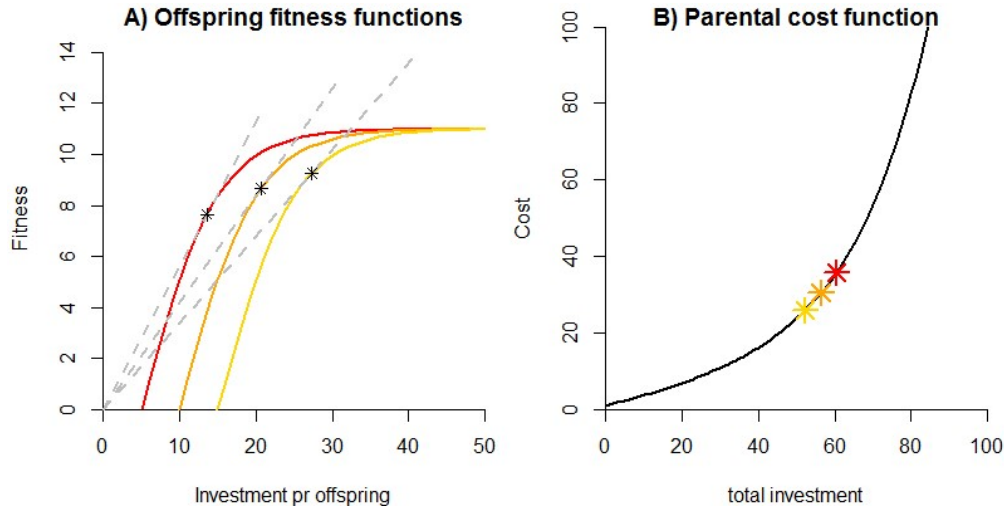 A) Offspring fitness functions
14
12
10
8
6
4
2
0
Fitness
0 10 20 30 40 50
Investment pr offspring
B) Parental cost function
100
80
60
40
20
0
Cost
0 20 40 60 80 100
total investment